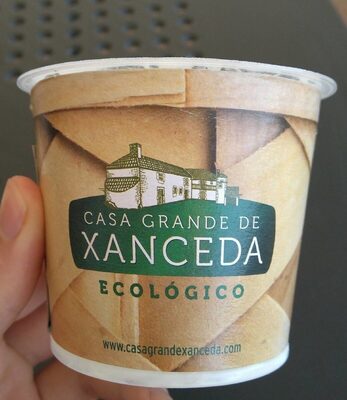 CASA GRANDE DE
XANCEDA
ECOLÓGICO
www.casagrandexanceda.com